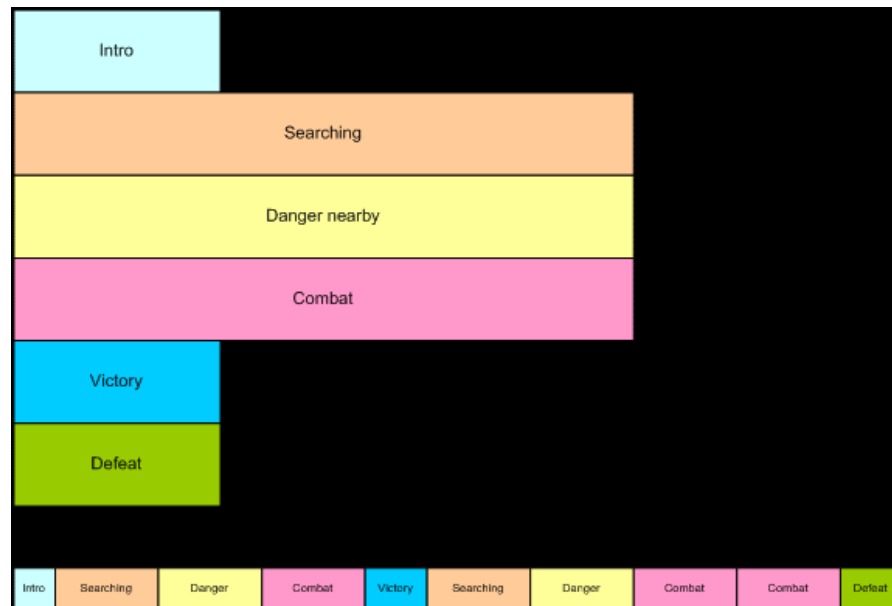 Intro
Searching
Danger nearby
Combat
Victory
Defeat
Intro Searching Danger Combat Victory Searching Danger Combat Combat Defeat